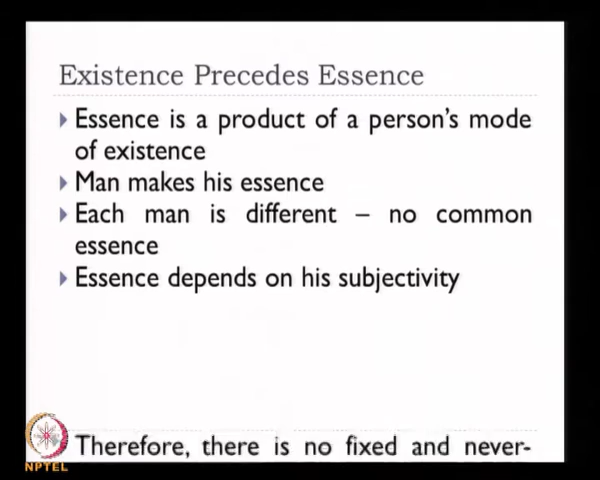 Existence Precedes Essence
Essence is a product of a person's mode
of existence
Man makes his essence
Each man is different – no common
essence
Essence depends on his subjectivity
Therefore, there is no fixed and never-
NPTEL